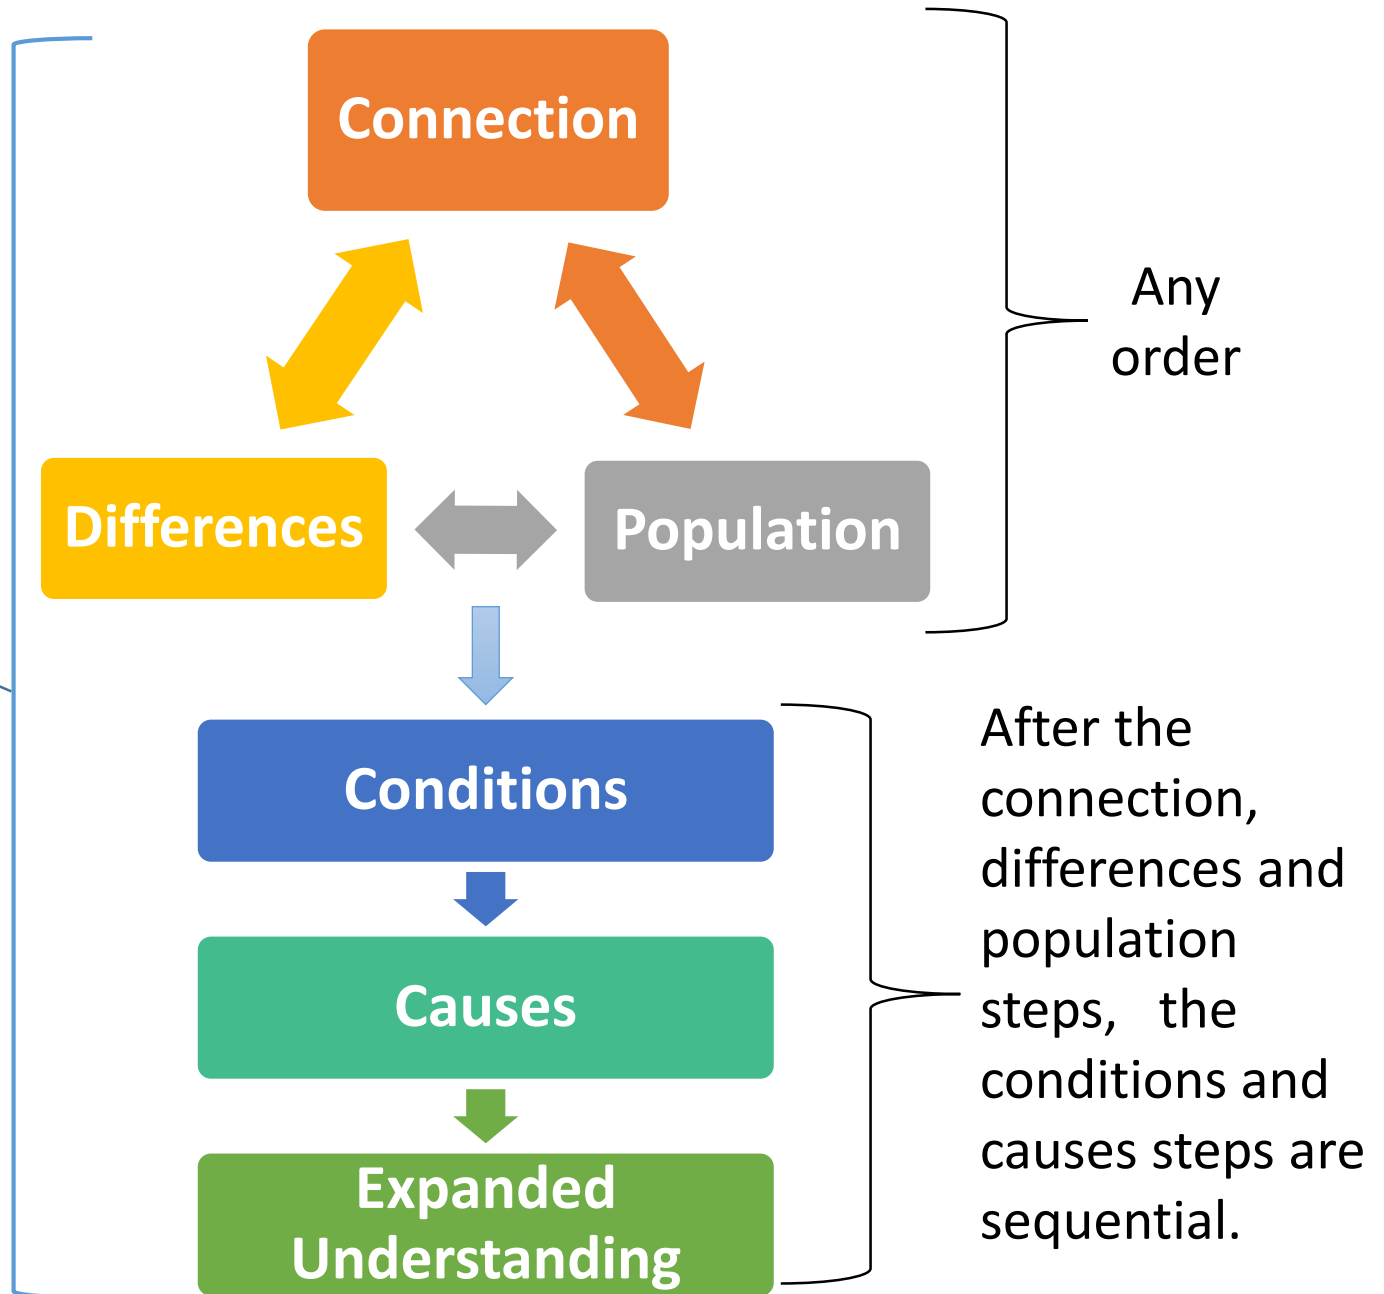 Connection
Any
order
Differences
Population
Conditions
Causes
Expanded
Understanding
After the
connection,
differences and
population
steps, the
conditions and
causes steps are
sequential.